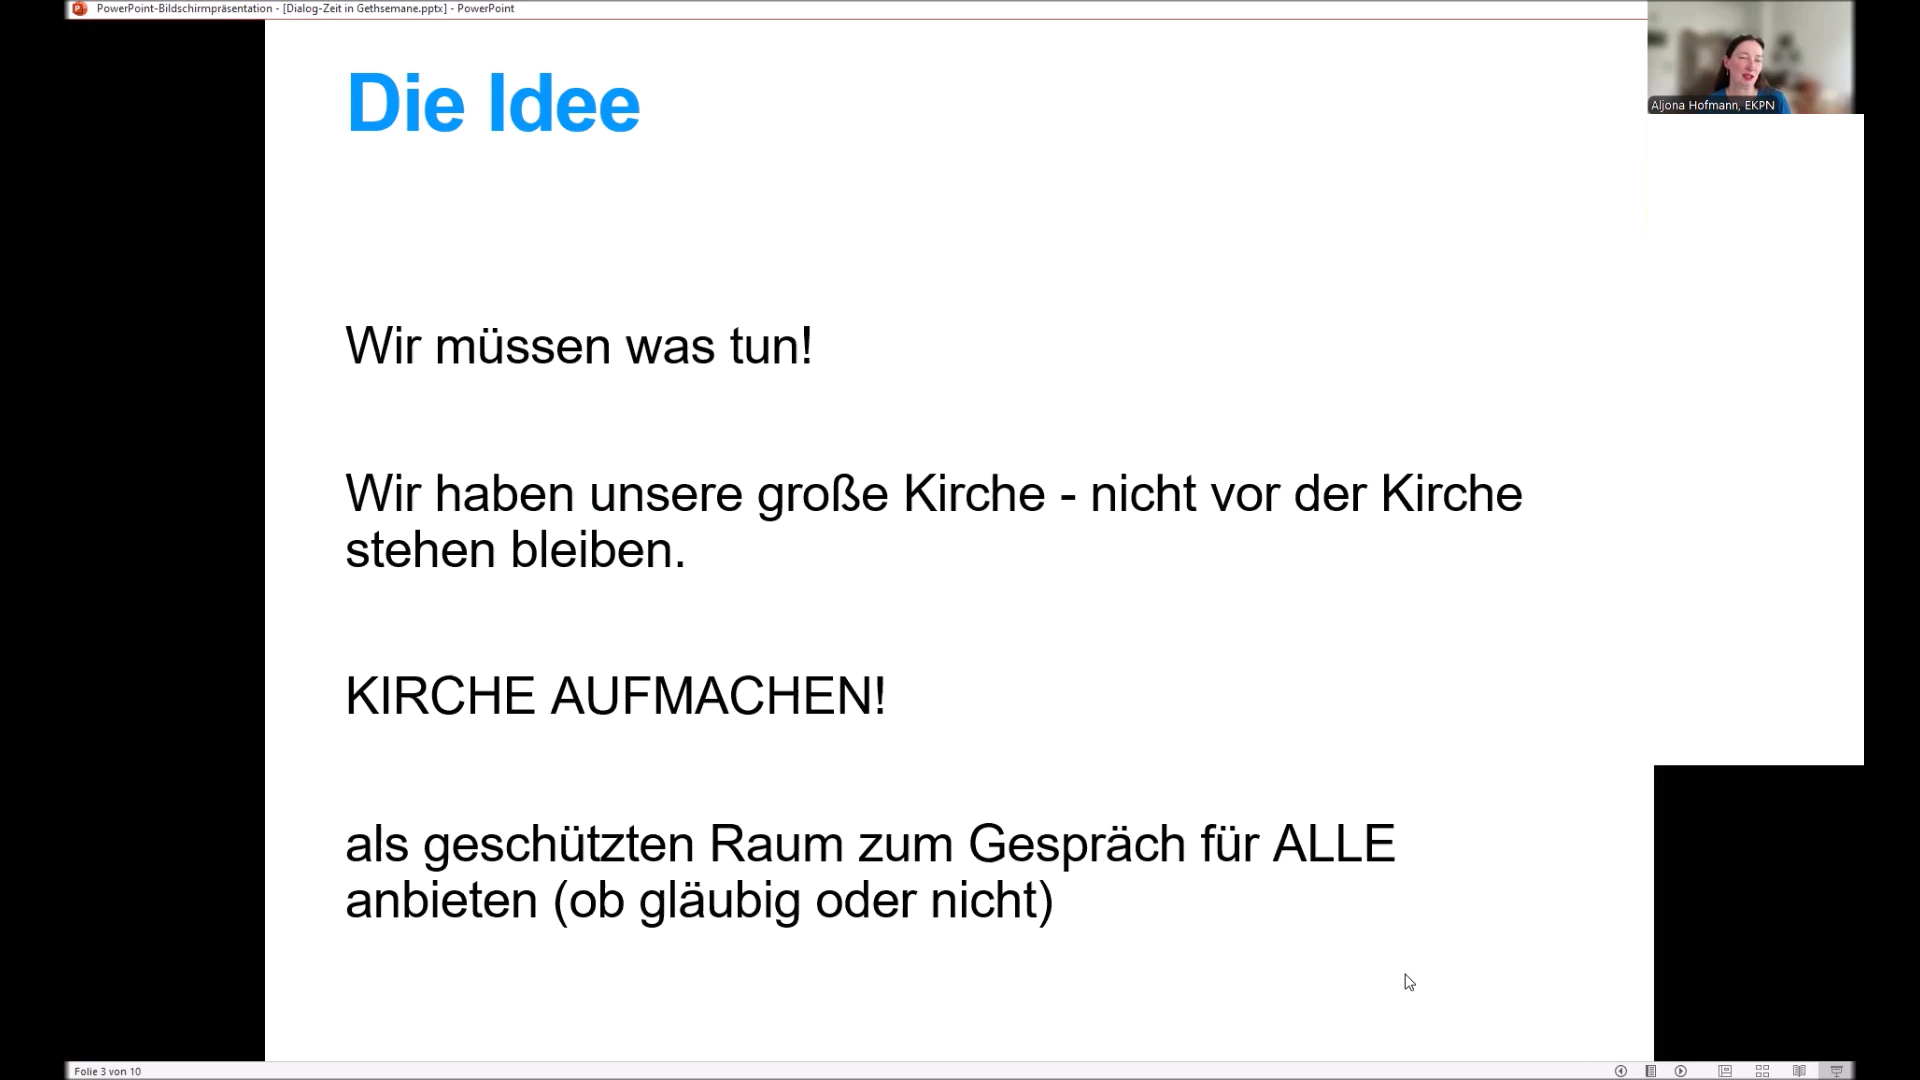 PowerPoint-Bildschirmpräsentation - [Dialog-Zeit in Gethsemane.pptx] - PowerPoint
Aljona Hofmann, EKPN
Die Idee
Wir müssen was tun!
Wir haben unsere große Kirche - nicht vor der Kirche
stehen bleiben.
KIRCHE AUFMACHEN!
als geschützten Raum zum Gespräch für ALLE
anbieten (ob gläubig oder nicht)
Folie 3 von 10